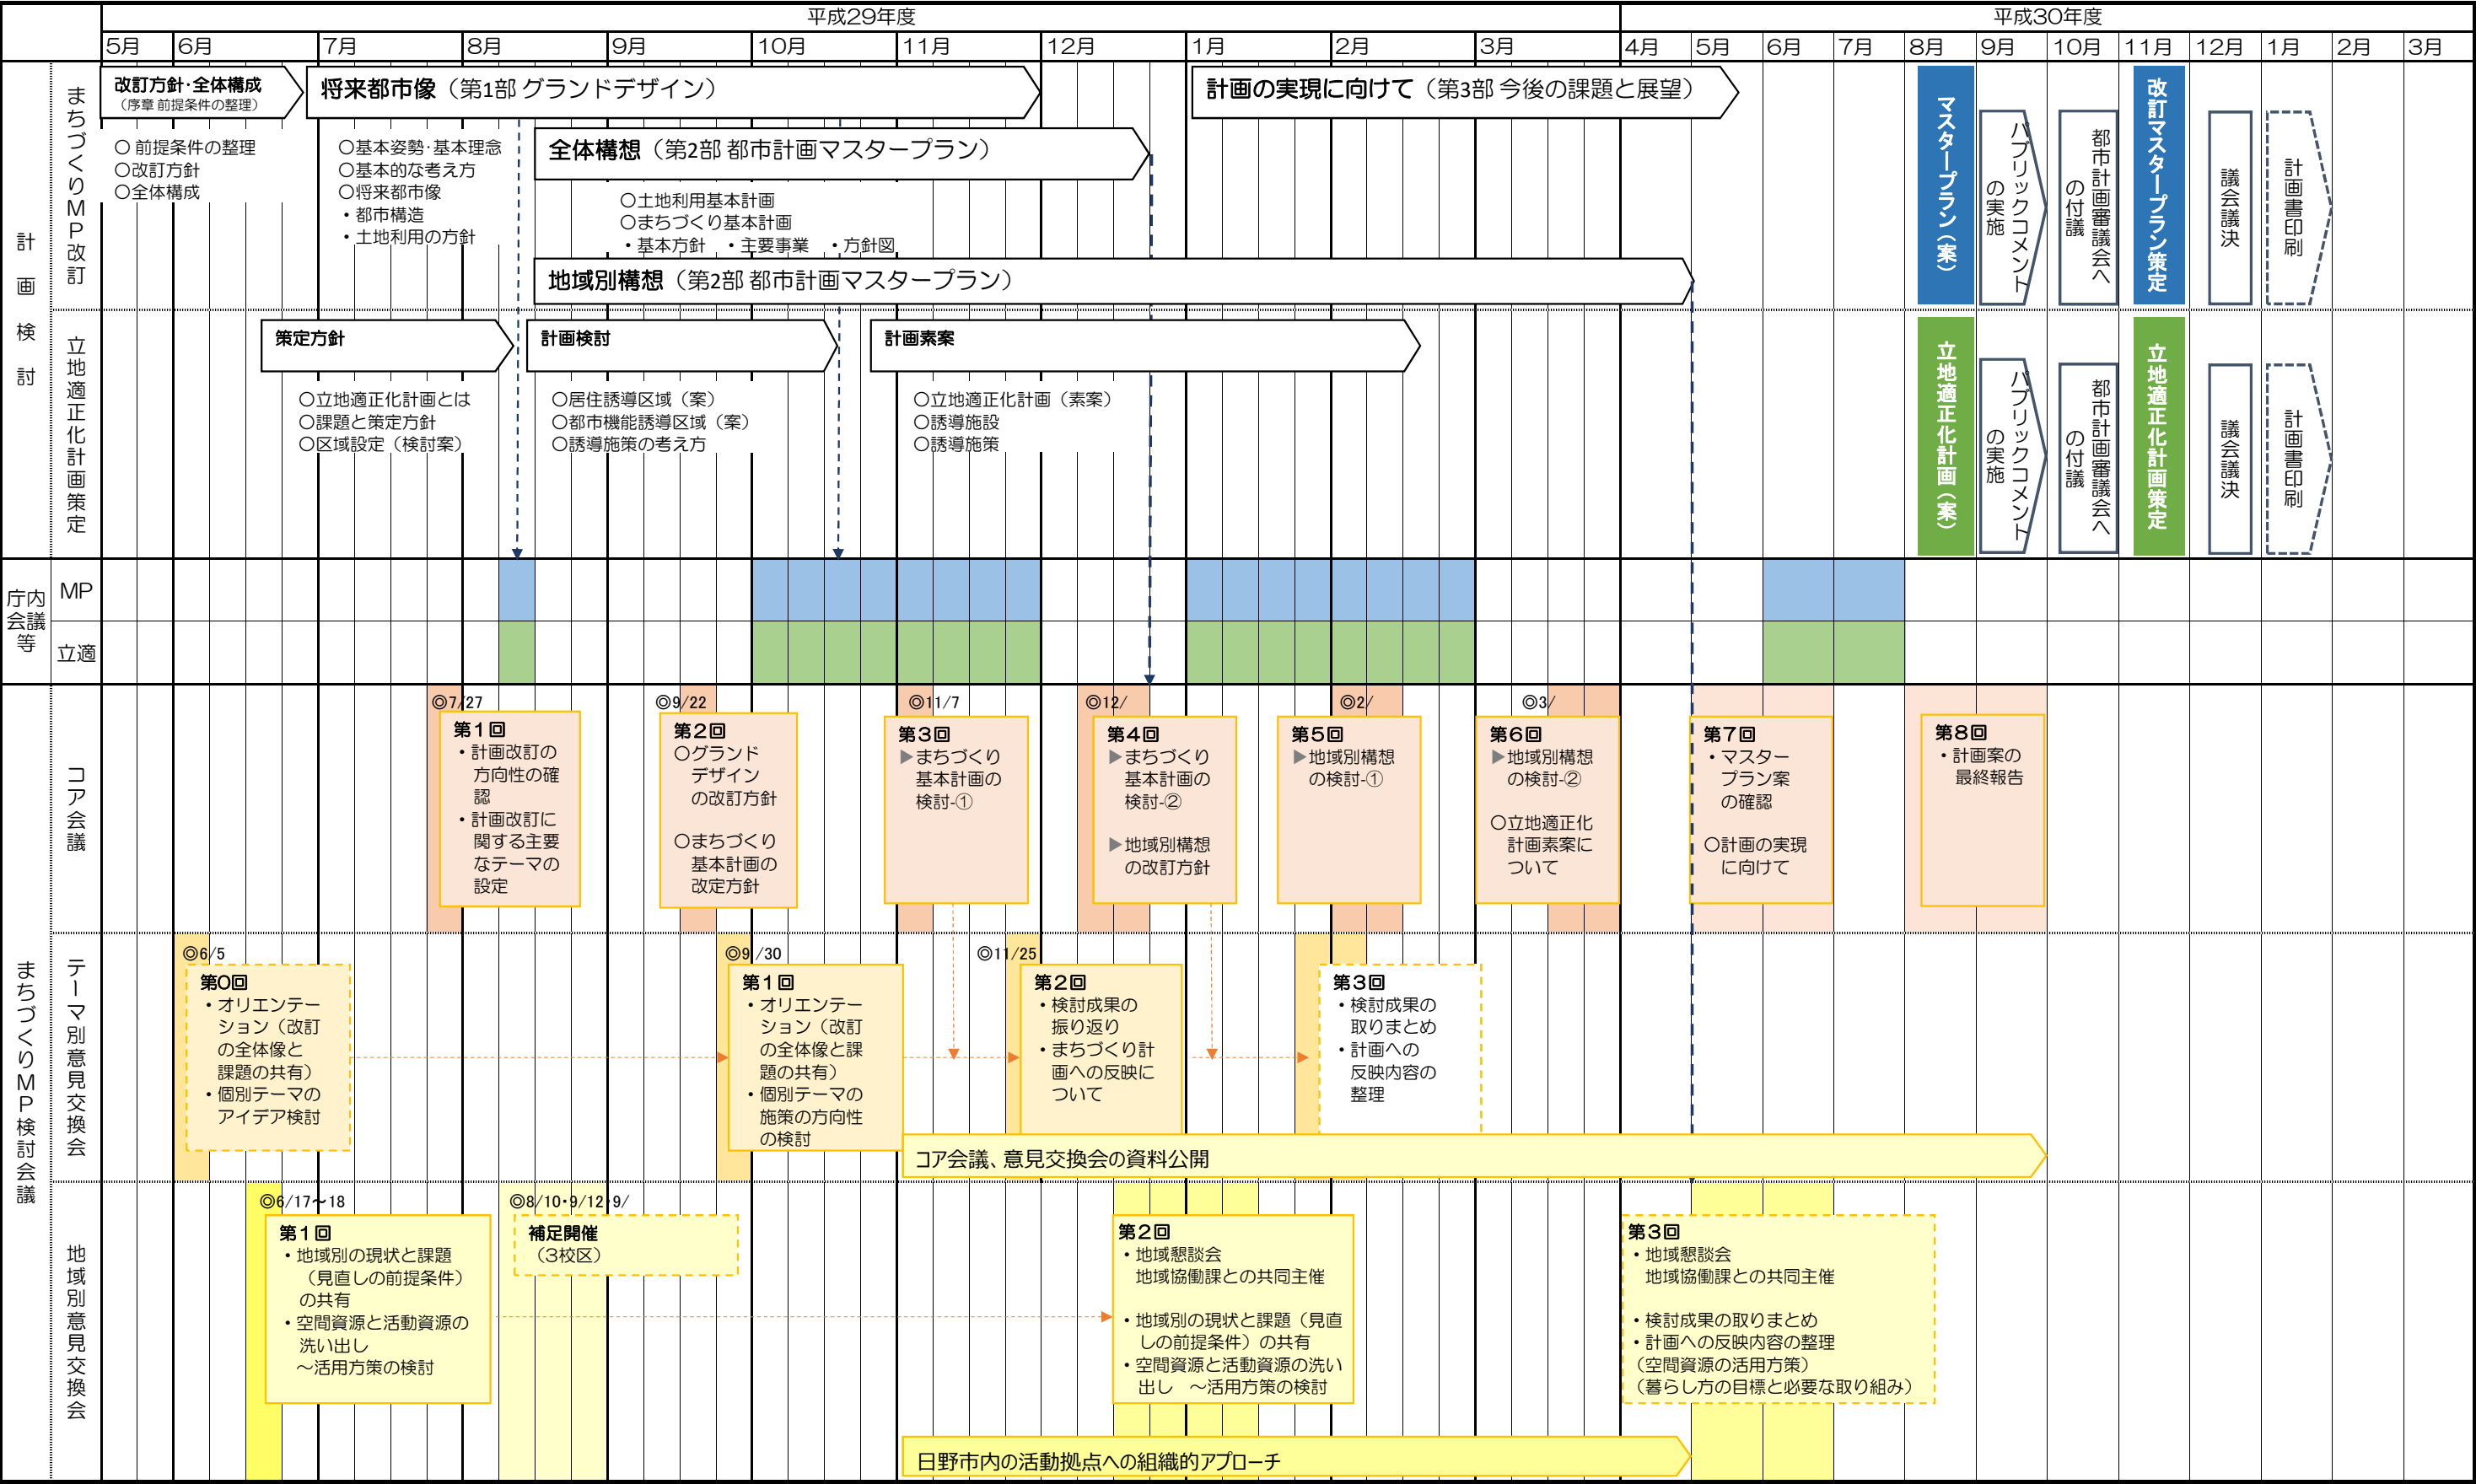 平成29年度
平成30年度
5月
6月
7月
8月
9月
10月
11月
12月
1月
2月
3月
4月
5月
6月
7月
8月
9月
10月
11月
12月
1月
2月
3月
計画検討
まちづくりMP改訂
改訂方針・全体構成
（序章 前提条件の整理）
〇 前提条件の整理
〇改訂方針
〇全体構成
将来都市像（第1部 グランドデザイン）
〇基本姿勢・基本理念
〇基本的な考え方
〇将来都市像
・都市構造
・土地利用の方針
全体構想（第2部 都市計画マスタープラン）
〇土地利用基本計画
〇まちづくり基本計画
・基本方針 ・主要事業 ・方針図
地域別構想（第2部 都市計画マスタープラン）
計画の実現に向けて（第3部 今後の課題と展望）
マスタープラン（案）
パブリックコメント
の実施
都市計画審議会へ
の付議
改訂マスタープラン策定
議会議決
計画書印刷
立地適正化計画策定
策定方針
〇立地適正化計画とは
〇課題と策定方針
〇区域設定（検討案）
計画検討
〇居住誘導区域（案）
〇都市機能誘導区域（案）
〇誘導施策の考え方
計画素案
〇立地適正化計画（素案）
〇誘導施設
〇誘導施策
立地適正化計画（案）
パブリックコメント
の実施
都市計画審議会へ
の付議
立地適正化計画策定
議会議決
計画書印刷
庁内
会議
等
MP
立適
まちづくりMP検討会議
コア会議
◎7/27
第１回
・計画改訂の
方向性の確
認
・計画改訂に
関する主要
なテーマの
設定
◎9/22
第２回
〇グランド
デザイン
の改訂方針
〇まちづくり
基本計画の
改定方針
◎11/7
第３回
▶まちづくり
基本計画の
検討-①
◎12/
第４回
▶まちづくり
基本計画の
検討-②
▶地域別構想
の改訂方針
◎2/
第５回
▶地域別構想
の検討-①
◎3/
第６回
▶地域別構想
の検討-②
〇立地適正化
計画素案に
ついて
第７回
・マスター
プラン案
の確認
〇計画の実現
に向けて
第８回
・計画案の
最終報告
テーマ別意見交換会
◎6/5
第0回
・オリエンテー
ション（改訂
の全体像と
課題の共有）
・個別テーマの
アイデア検討
◎9/30
第１回
・オリエンテー
ション（改訂
の全体像と課
題の共有）
・個別テーマの
施策の方向性
の検討
◎11/25
第２回
・検討成果の
振り返り
・まちづくり計
画への反映に
ついて
第３回
・検討成果の
取りまとめ
・計画への
反映内容の
整理
コア会議、意見交換会の資料公開
地域別意見交換会
◎6/17～18
第１回
・地域別の現状と課題
（見直しの前提条件）
の共有
・空間資源と活動資源の
洗い出し
～活用方策の検討
◎8/10・9/12・9/
補足開催
（3校区）
第２回
・地域懇談会
地域協働課との共同主催
・地域別の現状と課題（見直
しの前提条件）の共有
・空間資源と活動資源の洗い
出し ～活用方策の検討
第３回
・地域懇談会
地域協働課との共同主催
・検討成果の取りまとめ
・計画への反映内容の整理
（空間資源の活用方策）
（暮らし方の目標と必要な取り組み）
日野市内の活動拠点への組織的アプローチ